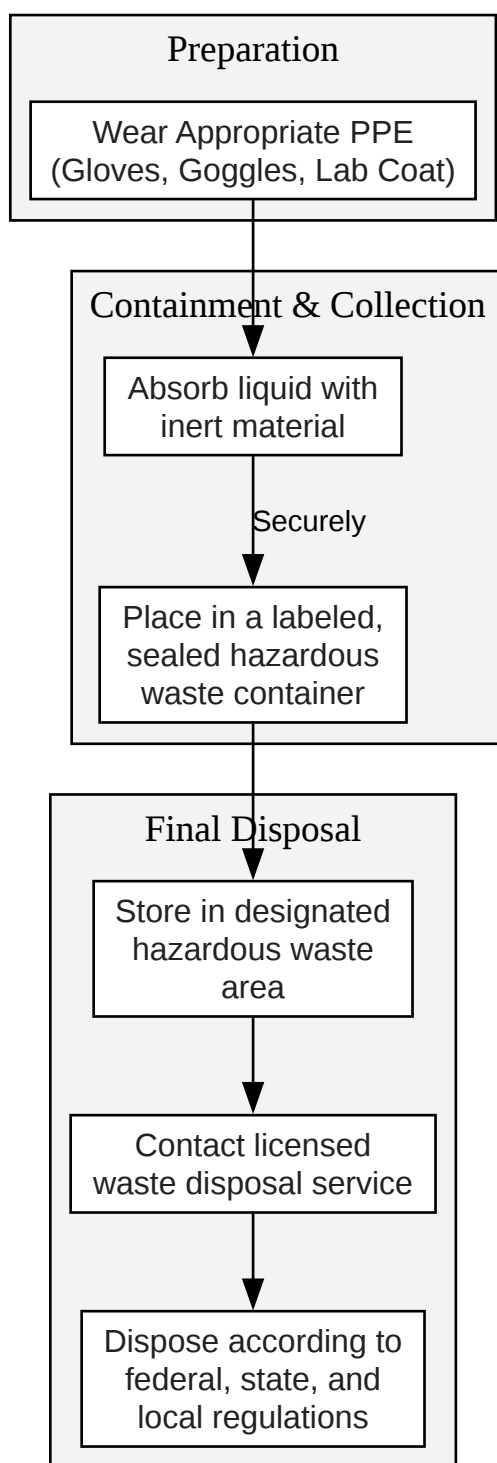 Preparation
Wear Appropriate PPE
(Gloves, Goggles, Lab Coat)
Containment & Collection
Absorb liquid with
inert material
Securely
Place in a labeled,
sealed hazardous
waste container
Final Disposal
Store in designated
hazardous waste
area
Contact licensed
waste disposal service
Dispose according to
federal, state, and
local regulations